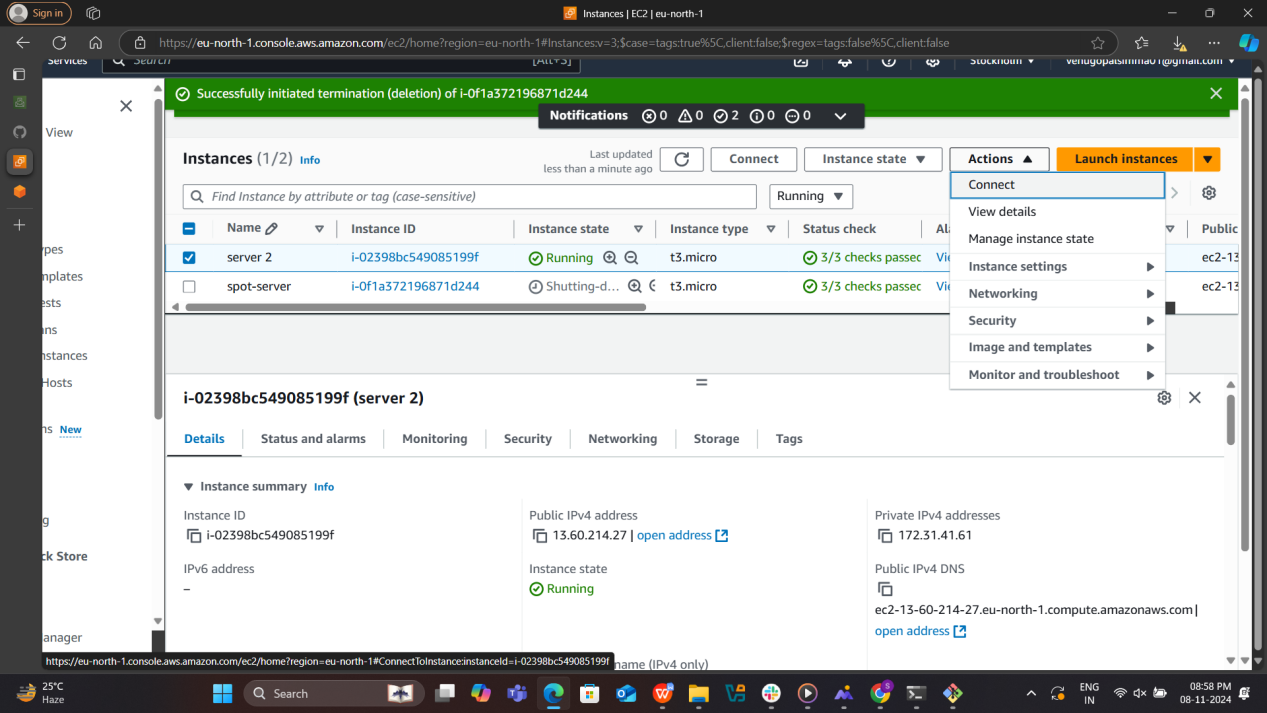 Sign in
Instances | EC2 | eu-north-1
https://eu-north-1.console.aws.amazon.com/ec2/home?region=eu-north-1#Instances:v=3;$case=tags:true%5C,client:false;$regex=tags:false%5C,client:false
Services
Search
[Alt+S]
Stockholm
venugopalsimma01@gmail.com
Successfully initiated termination (deletion) of i-0f1a372196871d244
Notifications 0 0 2 0 0
View
ypes
mplates
ests
ans
nstances
Hosts
ns New
g
ck Store
anager
Instances (1/2) Info
Last updated
less than a minute ago
Connect
Instance state
Actions
Launch instances
Find Instance by attribute or tag (case-sensitive)
Running
Connect
View details
Manage instance state
Instance settings
Networking
Security
Image and templates
Monitor and troubleshoot
Name Instance ID Instance state Instance type Status check Ala Public
server 2 i-02398bc549085199f Running t3.micro 3/3 checks passec Vie ec2-13
spot-server i-0f1a372196871d244 Shutting-d... t3.micro 3/3 checks passec Vie ec2-13
i-02398bc549085199f (server 2)
Details Status and alarms Monitoring Security Networking Storage Tags
Instance summary Info
Instance ID
i-02398bc549085199f
Public IPv4 address
13.60.214.27 | open address
Private IPv4 addresses
172.31.41.61
IPv6 address
–
Instance state
Running
Public IPv4 DNS
ec2-13-60-214-27.eu-north-1.compute.amazonaws.com |
open address
name (IPv4 only)
https://eu-north-1.console.aws.amazon.com/ec2/home?region=eu-north-1#ConnectToInstance:instanceId=i-02398bc549085199f
25°C
Haze
Search
ENG
IN
08:58 PM
08-11-2024